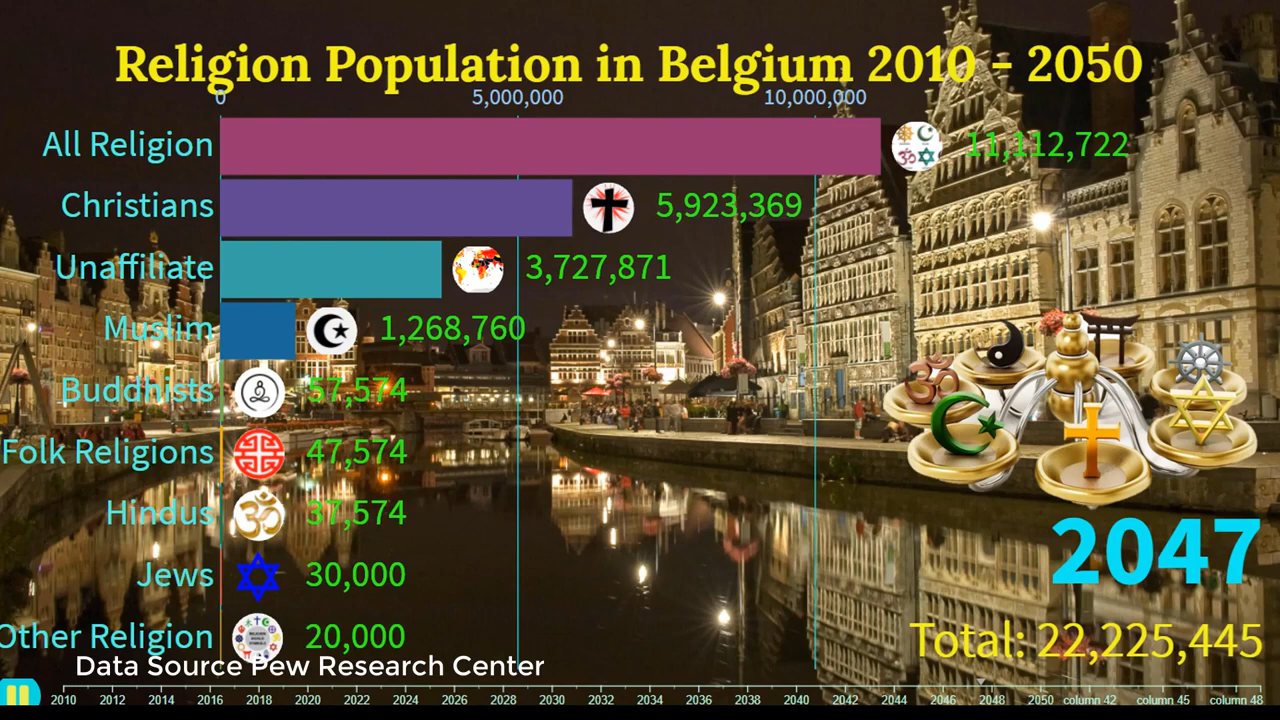 Religion Population in Belgium 2010 - 2050
0 5,000,000 10,000,000
All Religion 11,112,722
Christians 5,923,369
Unaffiliate 3,727,871
Muslim 1,268,760
Buddhists 57,574
Folk Religions 47,574
Hindus 37,574
Jews 30,000
Other Religion 20,000
2047
Total: 22,225,445
Data Source Pew Research Center
2010 2012 2014 2016 2018 2020 2022 2024 2026 2028 2030 2032 2034 2036 2038 2040 2042 2044 2046 2048 2050 column 42 column 45 column 48